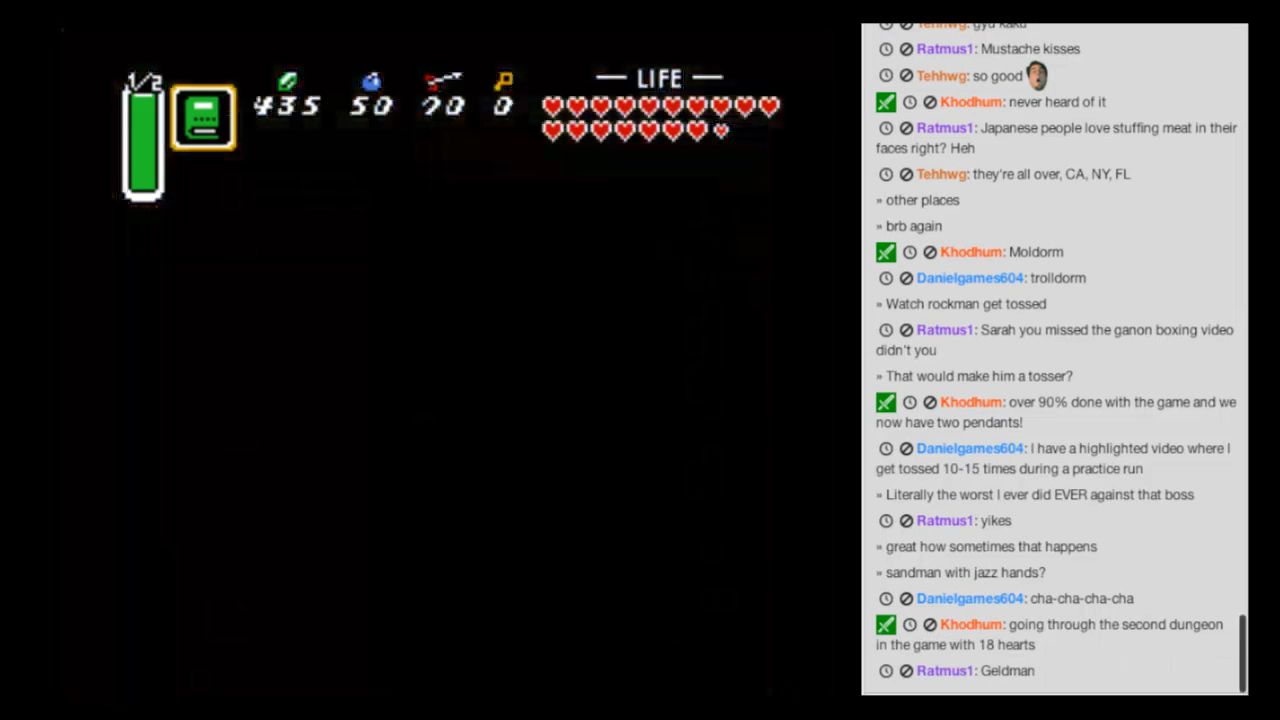 1/2
435 50 70 0
— LIFE —
Tehhwg: gyu kaku
Ratmus1: Mustache kisses
Tehhwg: so good
Khodhum: never heard of it
Ratmus1: Japanese people love stuffing meat in their
faces right? Heh
Tehhwg: they're all over, CA, NY, FL
» other places
» brb again
Khodhum: Moldorm
Danielgames604: trolldorm
» Watch rockman get tossed
Ratmus1: Sarah you missed the ganon boxing video
didn't you
» That would make him a tosser?
Khodhum: over 90% done with the game and we
now have two pendants!
Danielgames604: I have a highlighted video where I
get tossed 10-15 times during a practice run
» Literally the worst I ever did EVER against that boss
Ratmus1: yikes
» great how sometimes that happens
» sandman with jazz hands?
Danielgames604: cha-cha-cha-cha
Khodhum: going through the second dungeon
in the game with 18 hearts
Ratmus1: Geldman